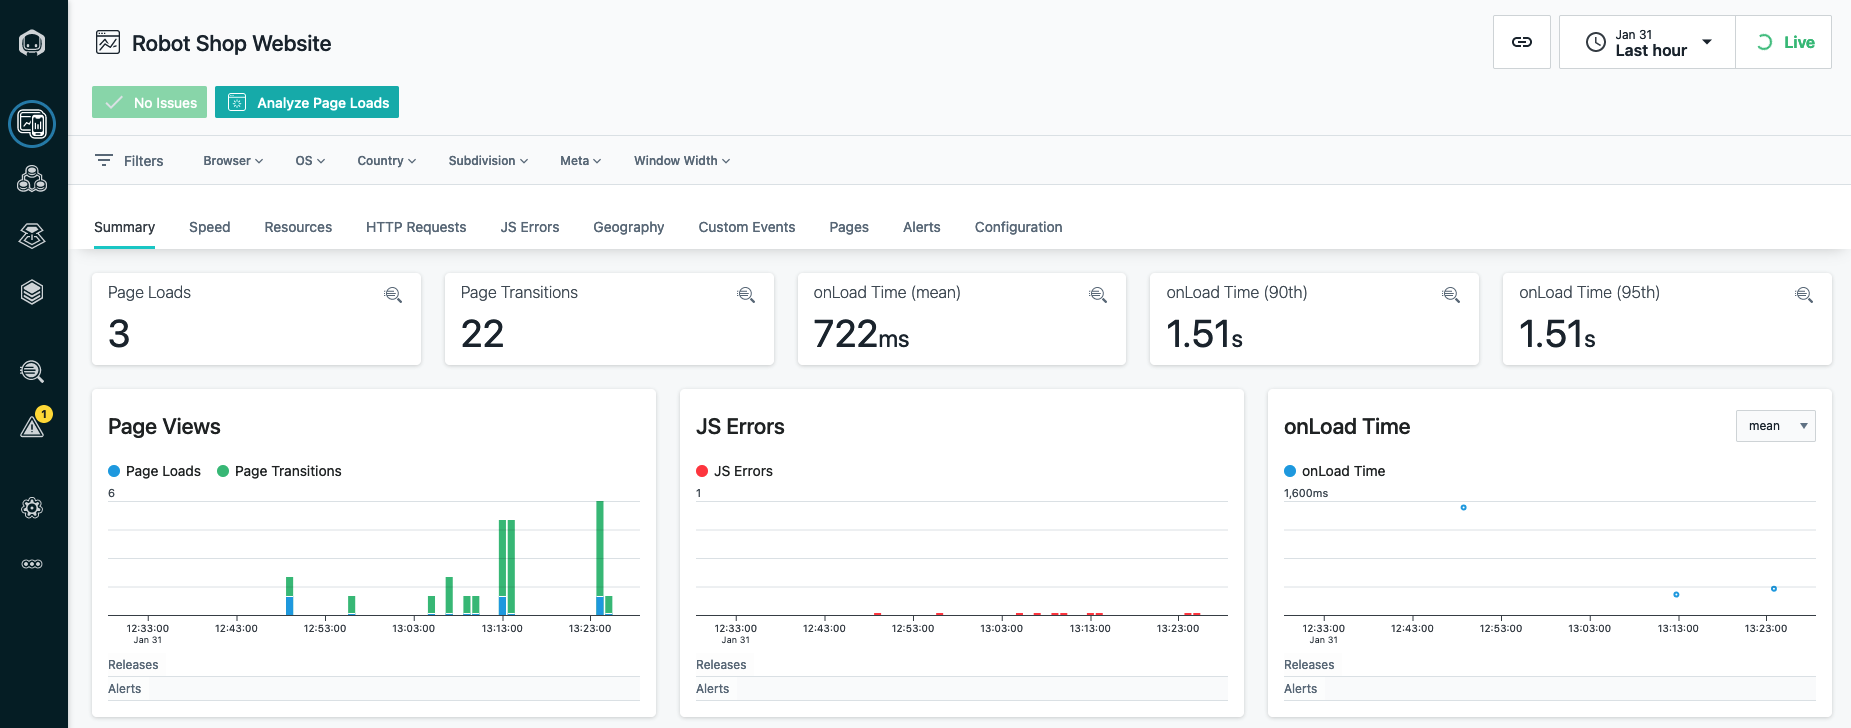 Robot Shop Website
Jan 31
Last hour
Live
No Issues
Analyze Page Loads
Filters Browser OS Country Subdivision Meta Window Width
Summary Speed Resources HTTP Requests JS Errors Geography Custom Events Pages Alerts Configuration
1
Page Loads
3
Page Transitions
22
onLoad Time (mean)
722ms
onLoad Time (90th)
1.51s
onLoad Time (95th)
1.51s
Page Views
Page Loads Page Transitions
6
12:33:00 12:43:00 12:53:00 13:03:00 13:13:00 13:23:00
Jan 31
Releases
Alerts
JS Errors
JS Errors
1
12:33:00 12:43:00 12:53:00 13:03:00 13:13:00 13:23:00
Jan 31
Releases
Alerts
onLoad Time
mean
onLoad Time
1,600ms
12:33:00 12:43:00 12:53:00 13:03:00 13:13:00 13:23:00
Jan 31
Releases
Alerts